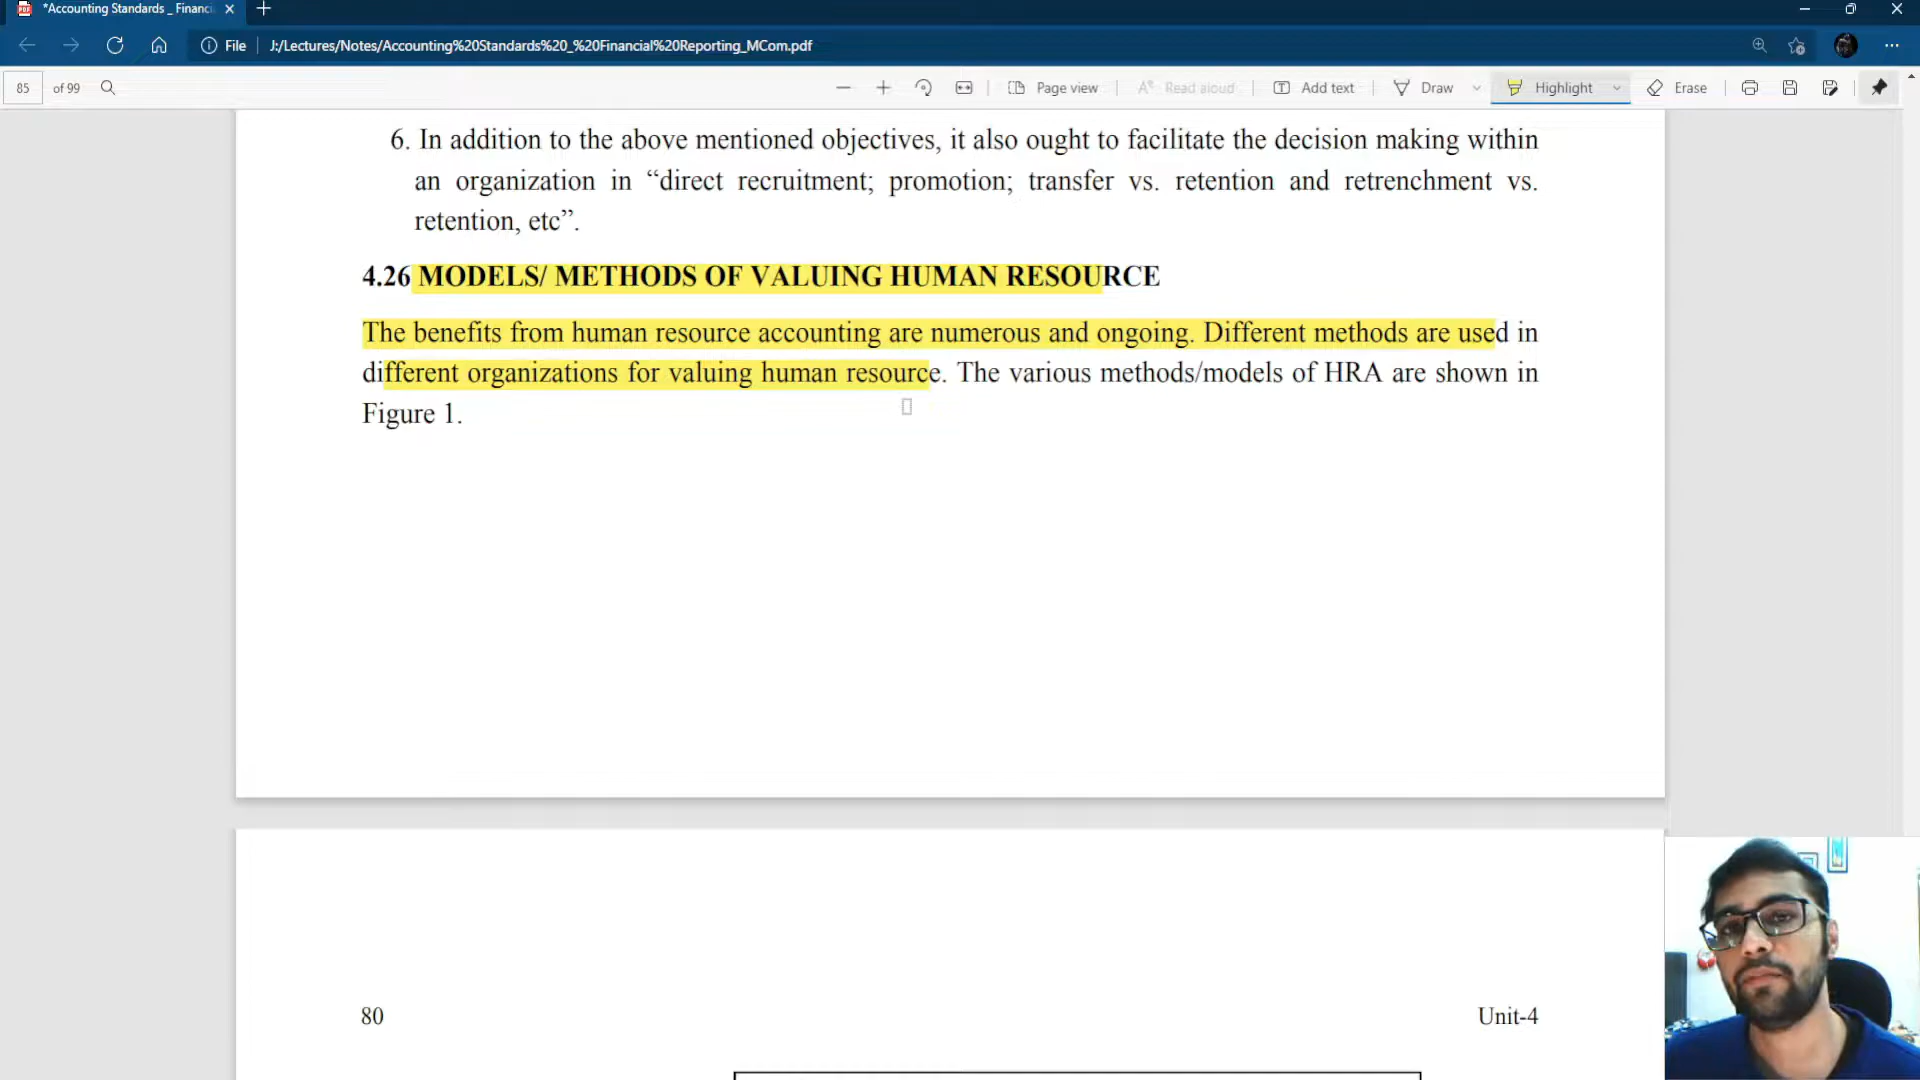 *Accounting Standards _ Financi
File
J:/Lectures/Notes/Accounting%20Standards%20_%20Financial%20Reporting_MCom.pdf
85 of 99
Page view
Read aloud
Add text
Draw
Highlight
Erase
6. In addition to the above mentioned objectives, it also ought to facilitate the decision making within
an organization in “direct recruitment; promotion; transfer vs. retention and retrenchment vs.
retention, etc”.
4.26 MODELS/ METHODS OF VALUING HUMAN RESOURCE
The benefits from human resource accounting are numerous and ongoing. Different methods are used in
different organizations for valuing human resource. The various methods/models of HRA are shown in
Figure 1.
80
Unit-4